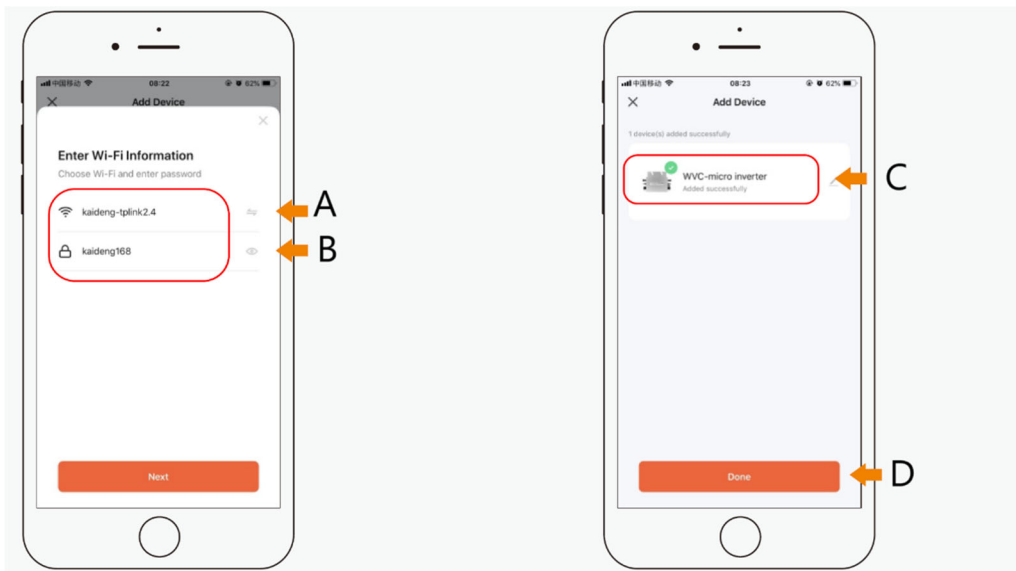 中国移动 08:22 62%
Add Device
Enter Wi-Fi Information
Choose Wi-Fi and enter password
kaideng-tplink2.4
A
kaideng168
B
Next
中国移动 08:23 62%
Add Device
1 device(s) added successfully
WVC-micro inverter
Added successfully
C
Done
D